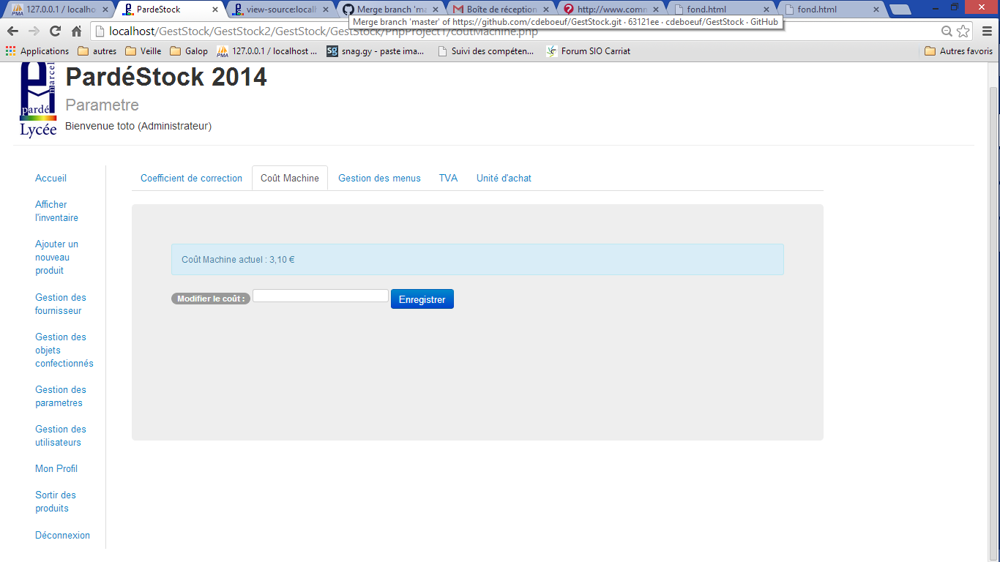 127.0.0.1 / localho
PardeStock
view-source:locall
Merge branch 'ma
Boîte de réception
http://www.comm
fond.html
fond.html
Merge branch 'master' of https://github.com/cdeboeuf/GestStock.git · 63121ee · cdeboeuf/GestStock · GitHub
localhost/GestStock/GestStock2/GestStock/GestStock/PhpProject1/coutMachine.php
Applications
autres
Veille
Galop
127.0.0.1 / localhost ...
snag.gy - paste ima...
Suivi des compéten...
Forum SIO Carriat
Autres favoris
marcel
pardé
Lycée
PardéStock 2014
Parametre
Bienvenue toto (Administrateur)
Accueil
Afficher
l'inventaire
Ajouter un
nouveau
produit
Gestion des
fournisseur
Gestion des
objets
confectionnés
Gestion des
parametres
Gestion des
utilisateurs
Mon Profil
Sortir des
produits
Déconnexion
Coefficient de correction
Coût Machine
Gestion des menus
TVA
Unité d'achat
Coût Machine actuel : 3,10 €
Modifier le coût :
Enregistrer